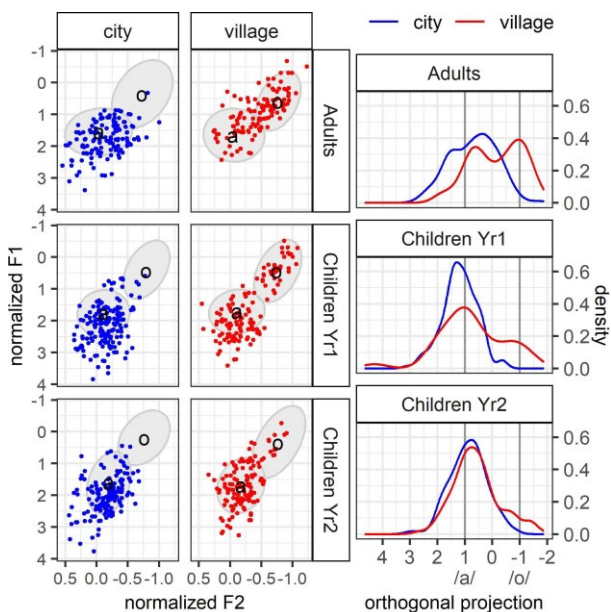 city village
Adults
Children Yr1
Children Yr2
-1
0
1
2
3
4
-1
0
1
2
3
4
-1
0
1
2
3
4
normalized F1
o
a
o
a
o
a
o
a
o
a
o
a
0.5 0.0 -0.5 -1.0 0.5 0.0 -0.5 -1.0
normalized F2
city village
Adults
0.6
0.4
0.2
0.0
Children Yr1
0.6
0.4
0.2
0.0
Children Yr2
0.6
0.4
0.2
0.0
density
4 3 2 1 0 -1 -2
/a/ /o/
orthogonal projection